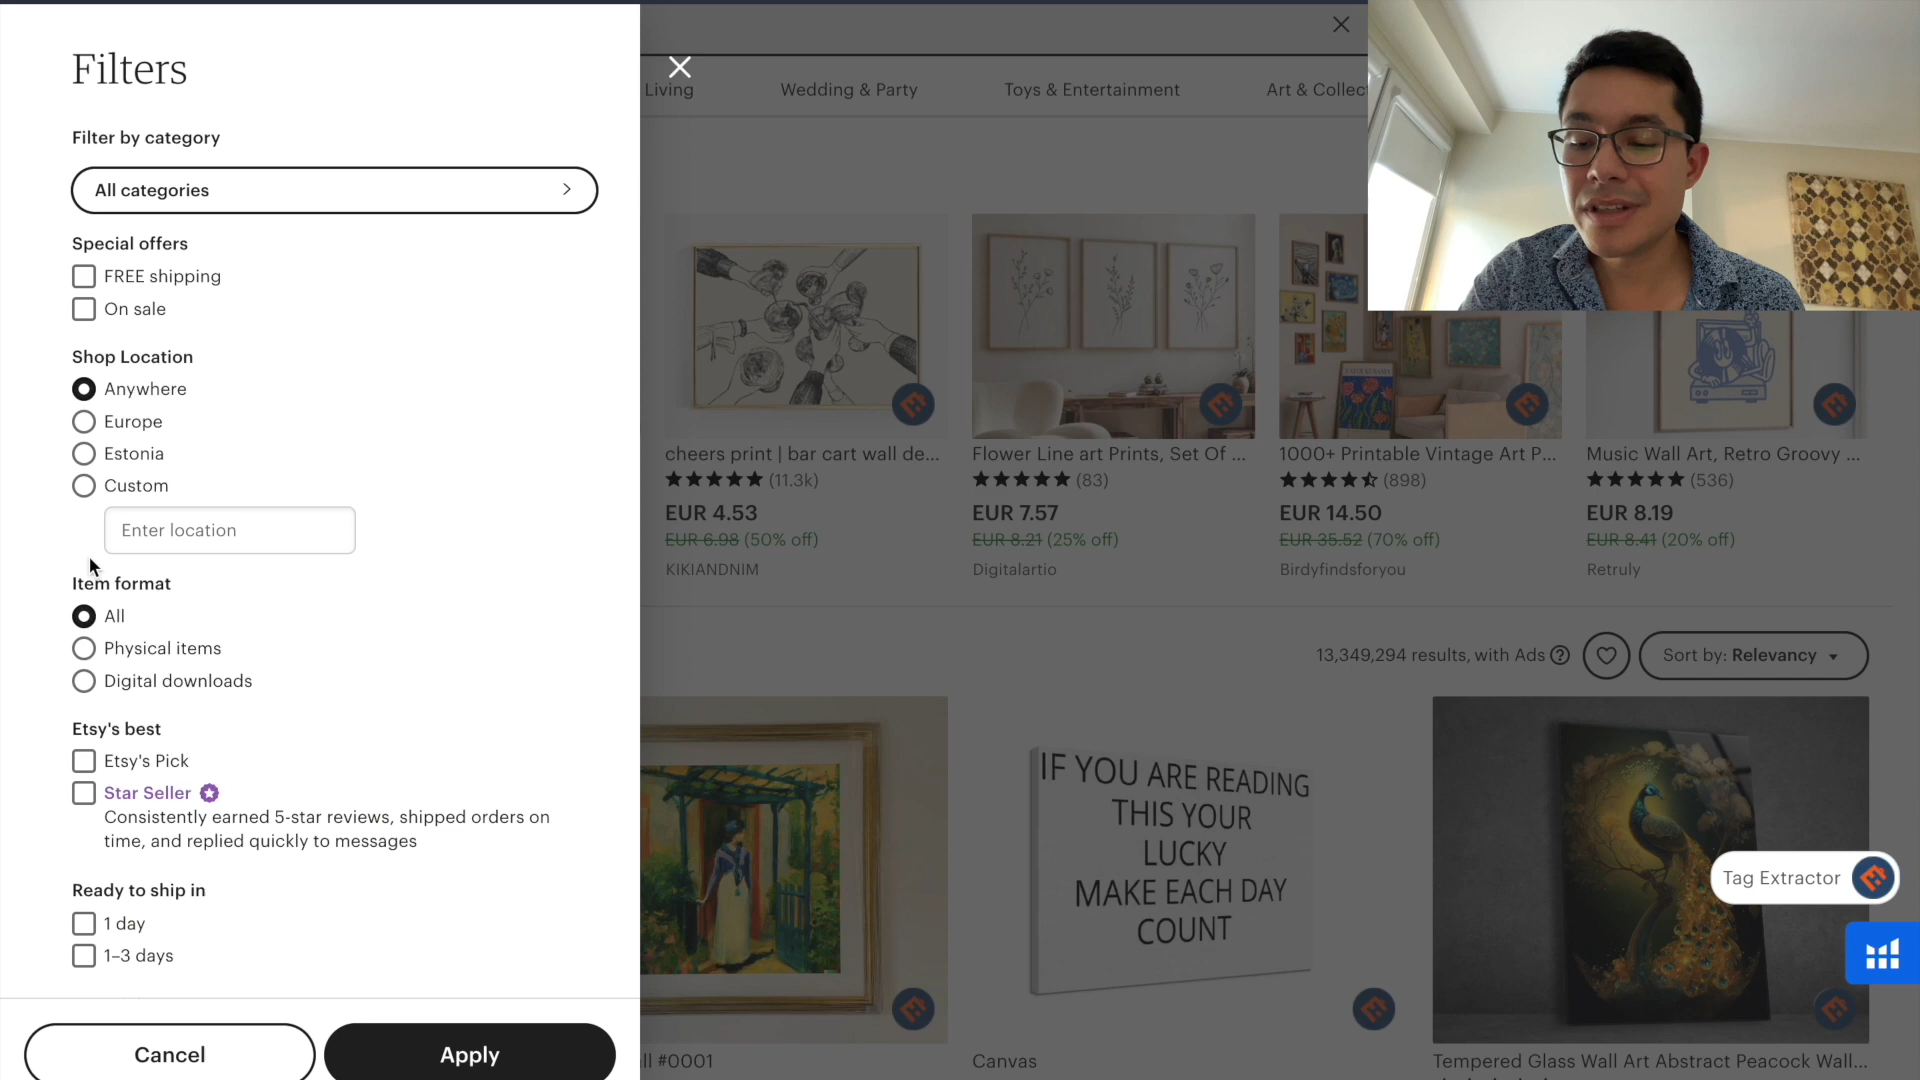 Filters
Filter by category
All categories
Special offers
FREE shipping
On sale
Shop Location
Anywhere
Europe
Estonia
Custom
Enter location
Item format
All
Physical items
Digital downloads
Etsy's best
Etsy's Pick
Star Seller
Consistently earned 5-star reviews, shipped orders on
time, and replied quickly to messages
Ready to ship in
1 day
1–3 days
Cancel
Apply
Living
Wedding & Party
Toys & Entertainment
Art & Collec
cheers print | bar cart wall de...
(11.3k)
EUR 4.53
EUR 6.98 (50% off)
KIKIANDNIM
Flower Line art Prints, Set Of ...
(83)
EUR 7.57
EUR 8.21 (25% off)
Digitalartio
1000+ Printable Vintage Art P...
(898)
EUR 14.50
EUR 35.52 (70% off)
Birdyfindsforyou
Music Wall Art, Retro Groovy ...
(536)
EUR 8.19
EUR 8.41 (20% off)
Retruly
13,349,294 results, with Ads
Sort by: Relevancy
IF YOU ARE READING
THIS YOUR
LUCKY
MAKE EACH DAY
COUNT
Tag Extractor
ll #0001
Canvas
Tempered Glass Wall Art Abstract Peacock Wall...